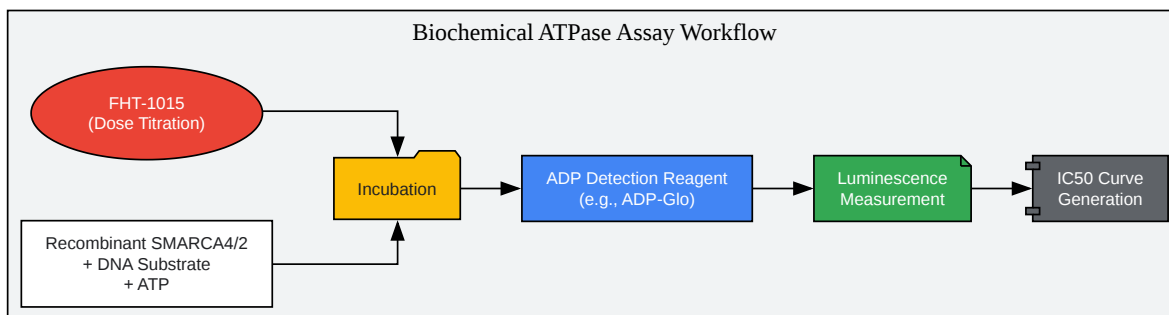 Biochemical ATPase Assay Workflow
FHT-1015
(Dose Titration)
Incubation
Recombinant SMARCA4/2
+ DNA Substrate
+ ATP
ADP Detection Reagent
(e.g., ADP-Glo)
Luminescence
Measurement
IC50 Curve
Generation